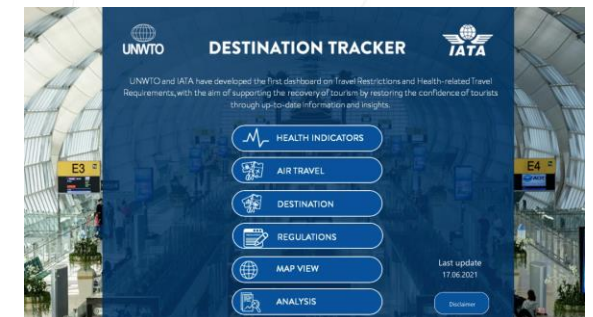 UNWTO
DESTINATION TRACKER
IATA
UNWTO and IATA have developed the first dashboard on Travel Restrictions and Health-related Travel
Requirements, with the aim of supporting the recovery of tourism by restoring the confidence of tourists
through up-to-date information and insights.
HEALTH INDICATORS
AIR TRAVEL
E3
E4
DESTINATION
REGULATIONS
MAP VIEW
Last update
17.06.2021
ANALYSIS
Disclaimer